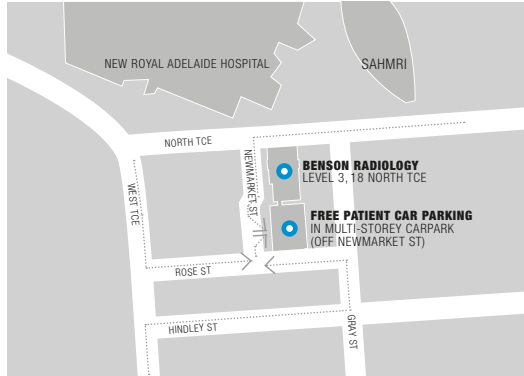 NEW ROYAL ADELAIDE HOSPITAL
SAHMRI
NORTH TCE
NEWMARKET ST
BENSON RADIOLOGY
LEVEL 3, 18 NORTH TCE
WEST TCE
FREE PATIENT CAR PARKING
IN MULTI-STOREY CARPARK
(OFF NEWMARKET ST)
ROSE ST
HINDLEY ST
GRAY ST